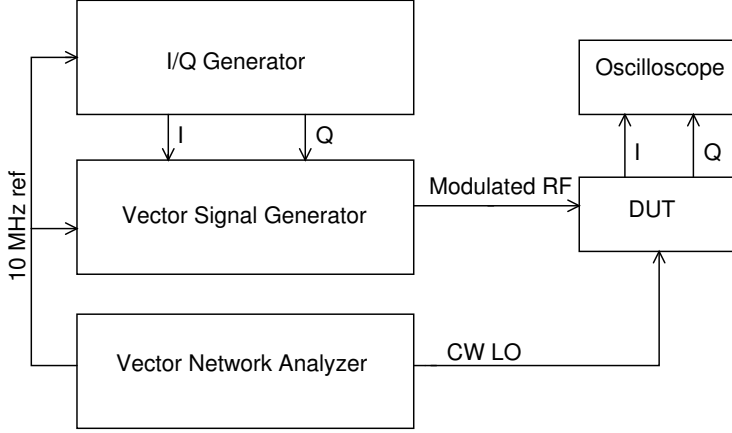 I/Q Generator
Oscilloscope
I
Q
I
Q
10 MHz ref
Vector Signal Generator
Modulated RF
DUT
Vector Network Analyzer
CW LO